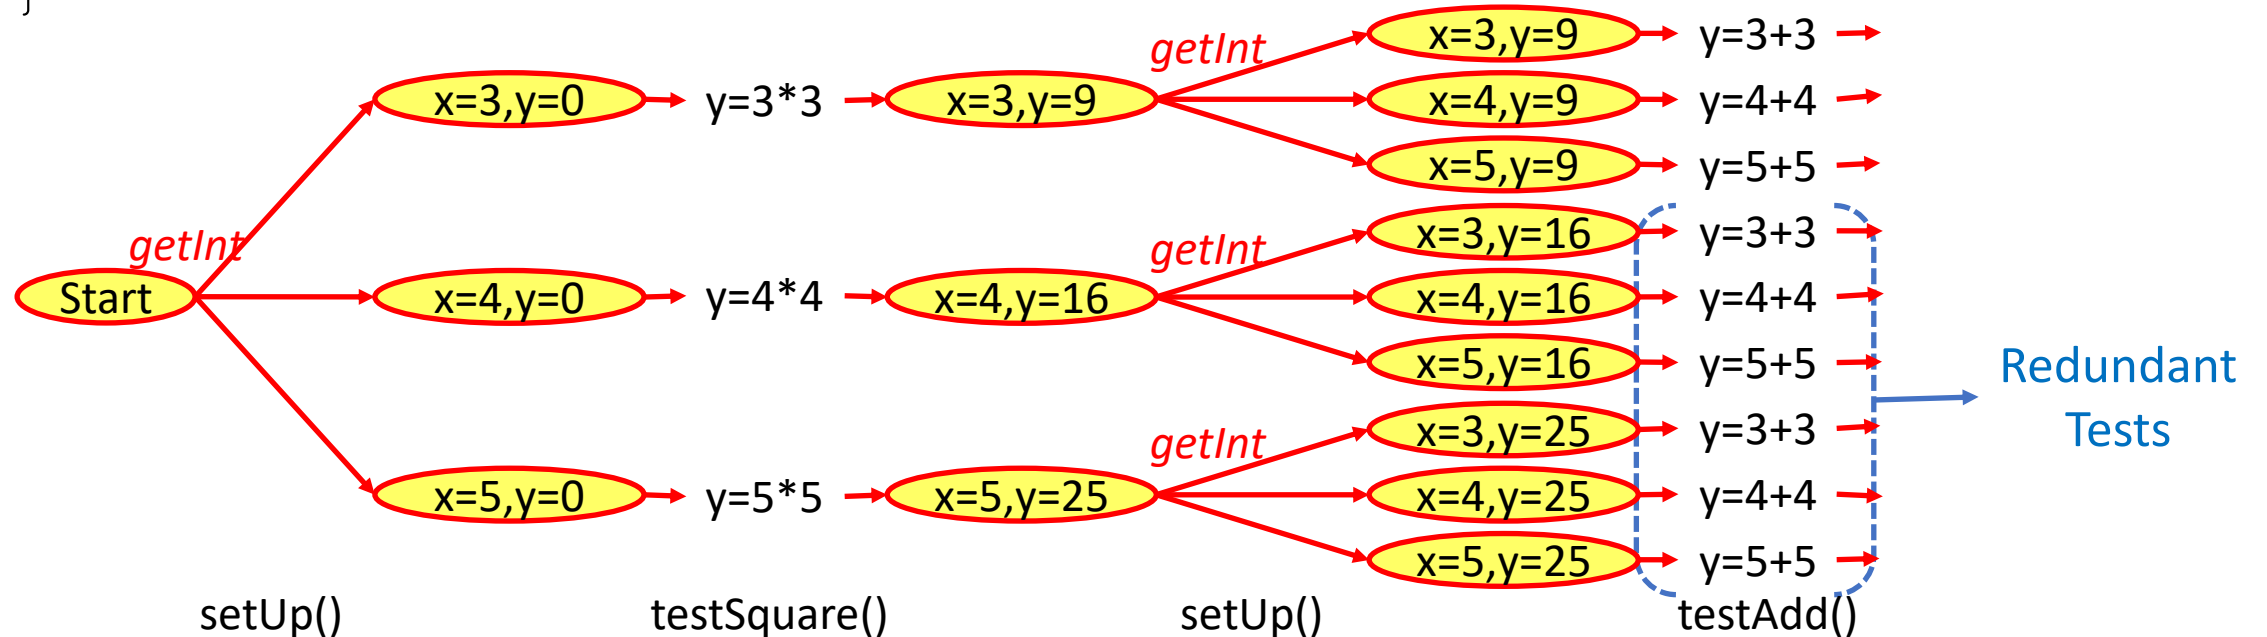 }
x=3,y=9 y=3+3
getInt
x=3,y=0 y=3*3 x=3,y=9 x=4,y=9 y=4+4
x=5,y=9 y=5+5
x=3,y=16 y=3+3
getInt getInt
Start x=4,y=0 y=4*4 x=4,y=16 x=4,y=16 y=4+4
x=5,y=16 y=5+5
Redundant
Tests
x=3,y=25 y=3+3
getInt
x=5,y=0 y=5*5 x=5,y=25 x=4,y=25 y=4+4
x=5,y=25 y=5+5
setUp() testSquare() setUp() testAdd()